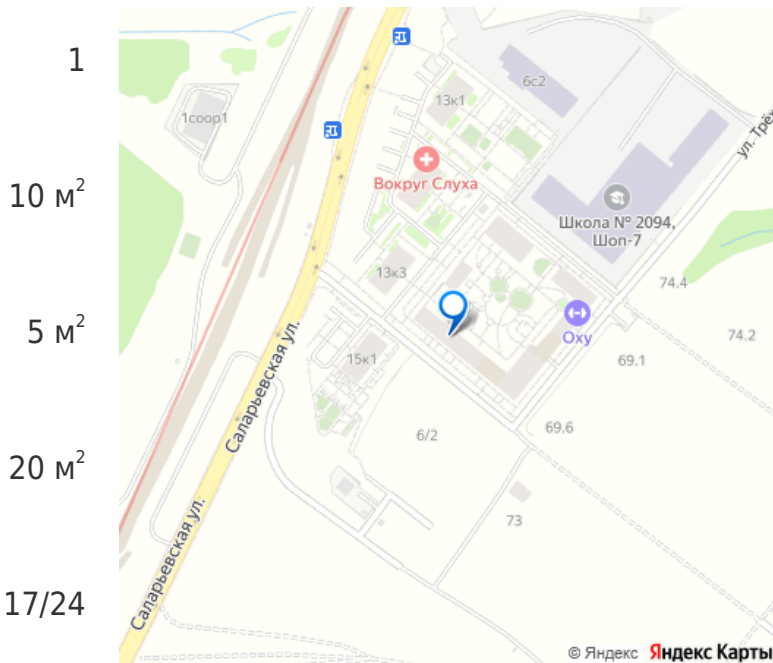 1
10 м²
5 м²
20 м²
17/24
1соор1
13к1
6с2
Вокруг Слуха
ул. Трёх
Школа № 2094,
Шоп-7
13к3
74.4
Оху
74.2
69.1
15к1
Саларьевская ул.
6/2
69.6
73
Саларьевская ул.
© Яндекс Яндекс Карты